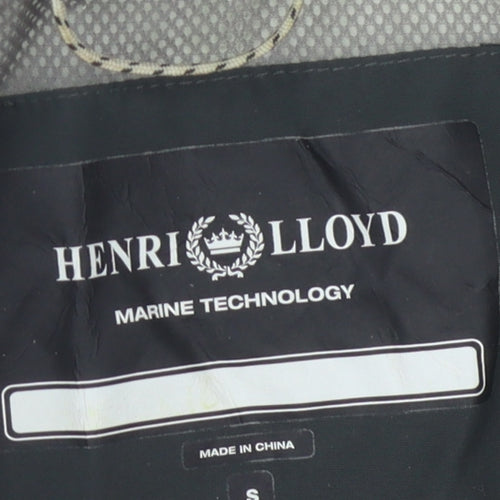 HENRI LLOYD
MARINE TECHNOLOGY
MADE IN CHINA
S